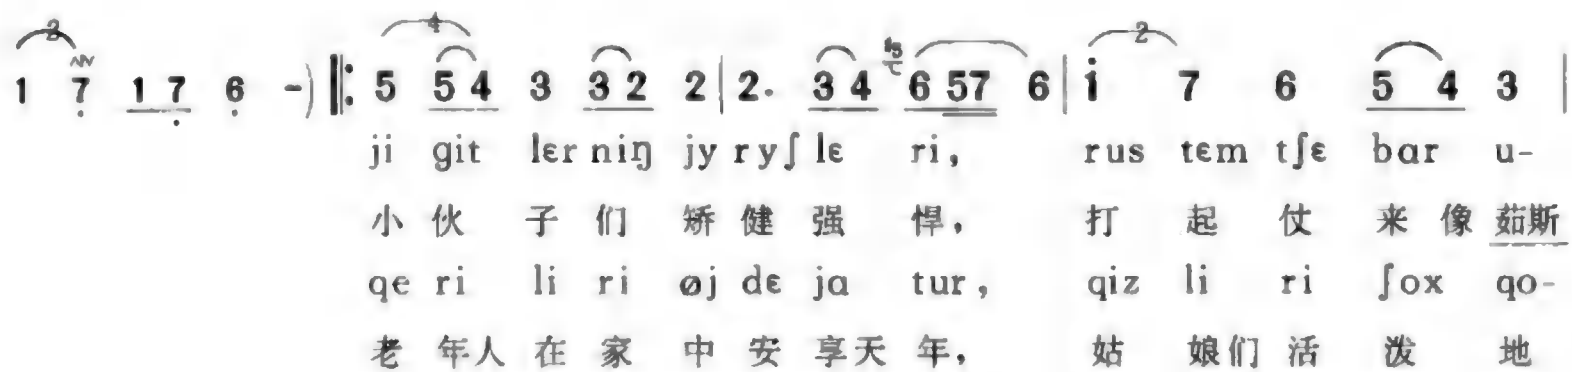 1 7 1 7 6 -) ‖: 5 5 4 3 3 2 2 | 2. 3 4 6 57 6 | i 7 6 5 4 3 |
ji git lɛr niŋ jy ryʃ lɛ ri, rus tɛm tʃɛ bɑr u-
小伙子们矫健强悍, 打起仗来像茹斯
qe ri li ri øj dɛ jɑ tur, qiz li ri ʃox qo-
老年人在家中安享天年, 姑娘们活泼地